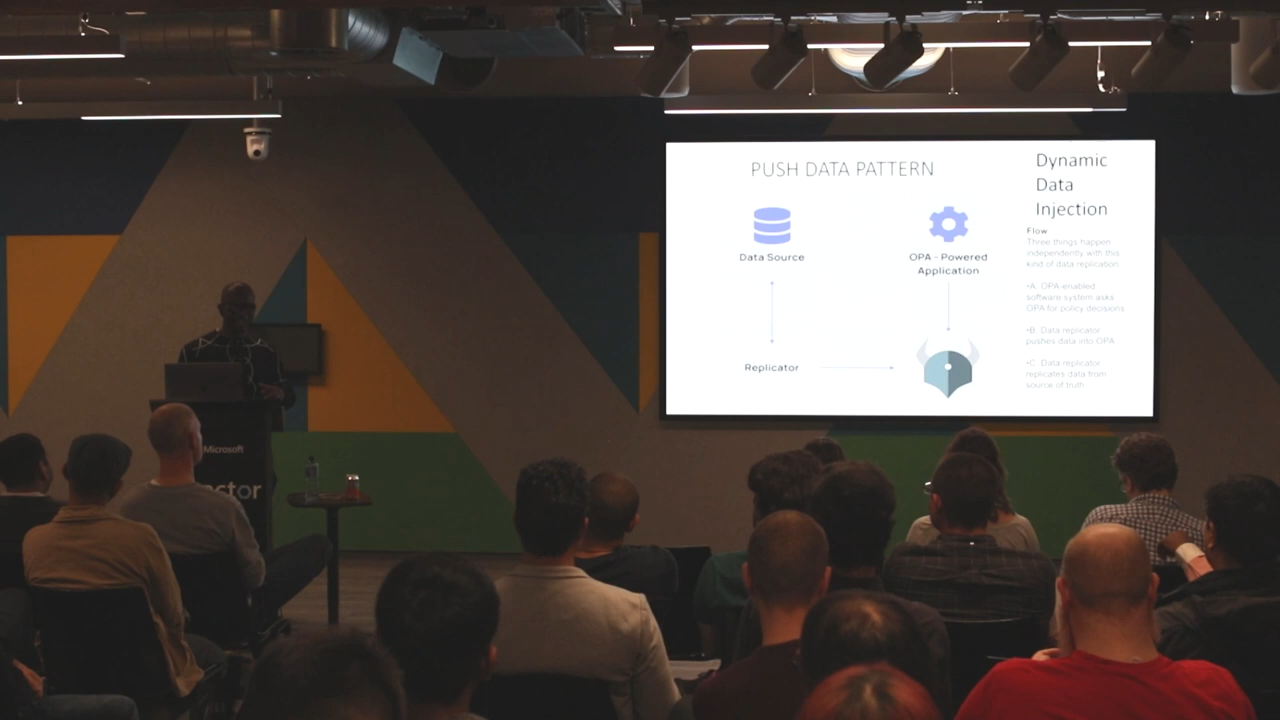 PUSH DATA PATTERN
Data Source
OPA - Powered
Application
Replicator
Dynamic
Data
Injection
Flow
Three things happen
independently with this
kind of data replication.
•A. OPA-enabled
software system asks
OPA for policy decisions
•B. Data replicator
pushes data into OPA
•C. Data replicator
replicates data from
source of truth
Microsoft
ctor